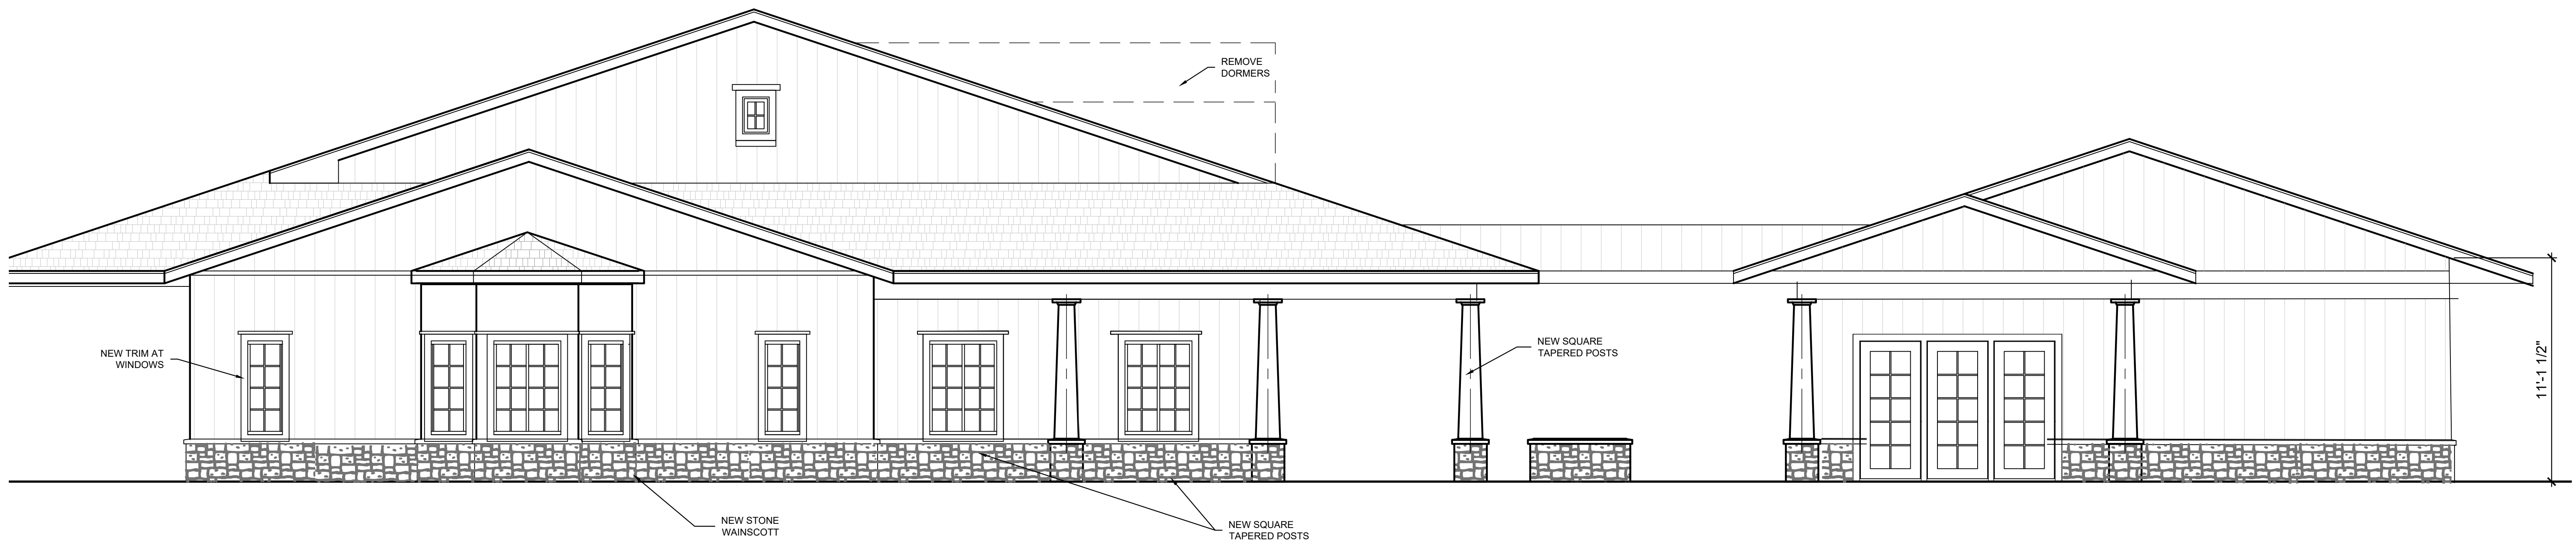 REMOVE
DORMERS
NEW TRIM AT
WINDOWS
NEW SQUARE
TAPERED POSTS
11'-1 1/2"
NEW STONE
WAINSCOTT
NEW SQUARE
TAPERED POSTS